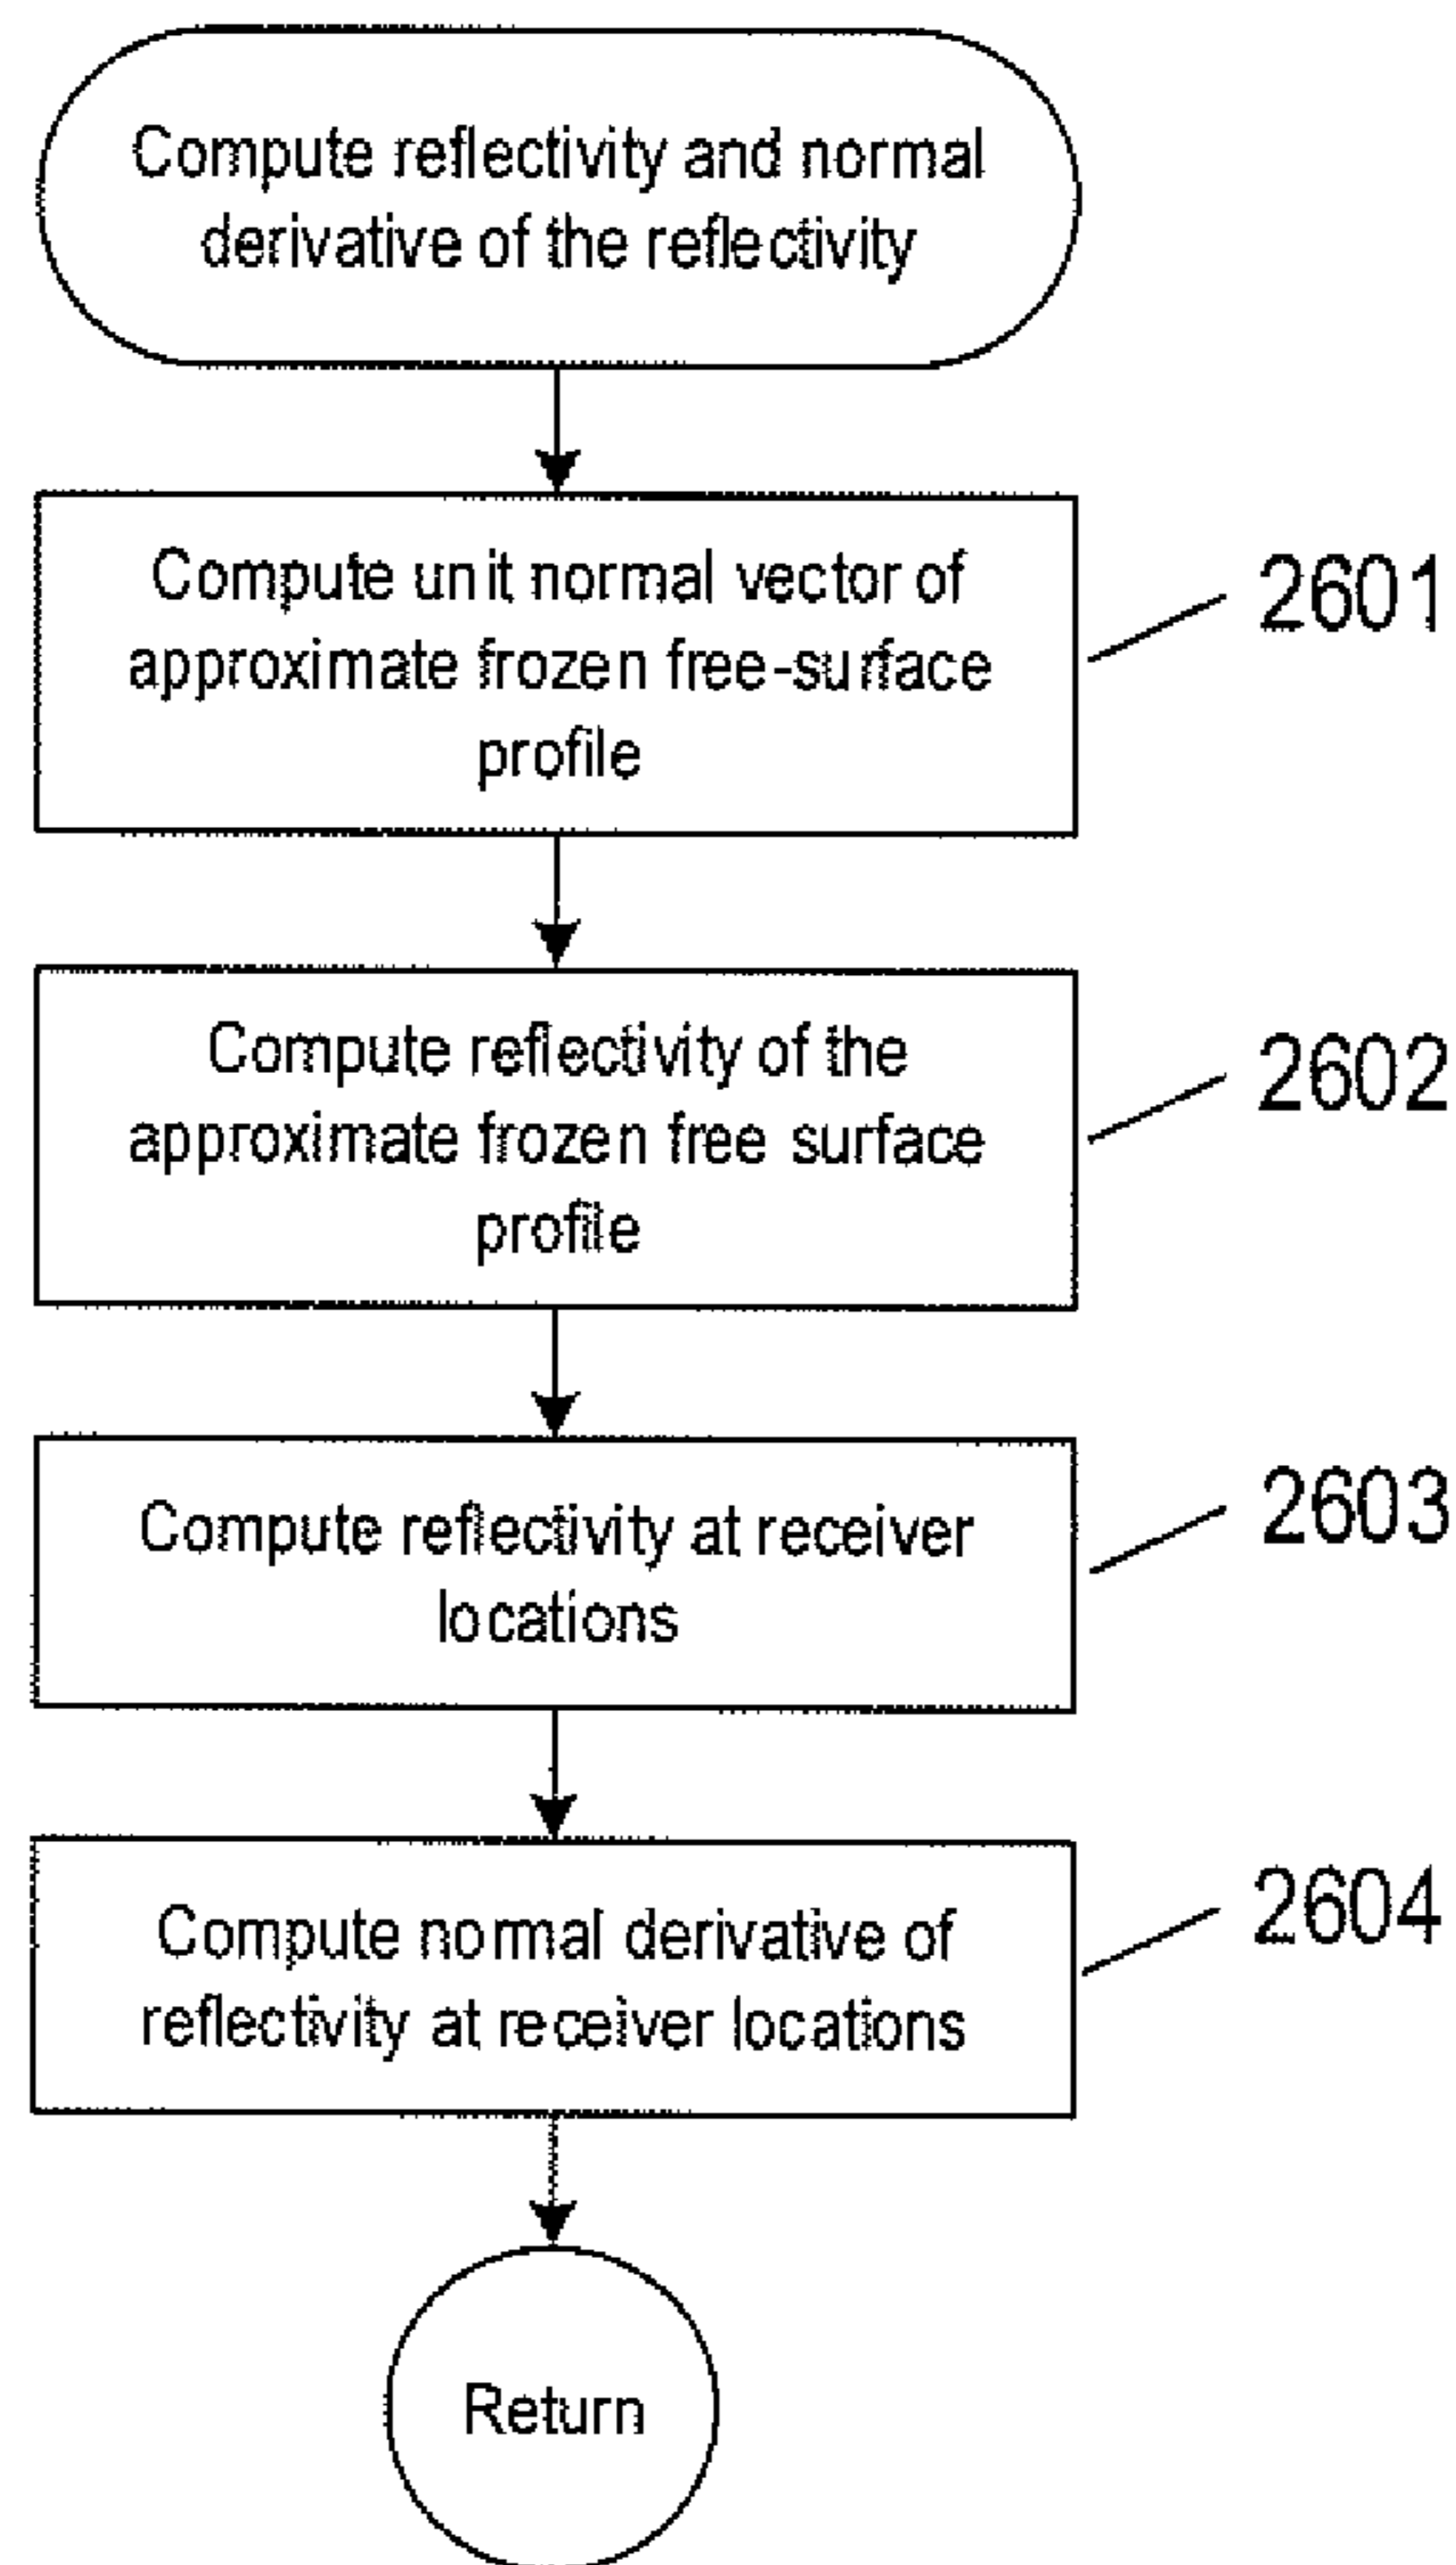 Compute reflectivity and normal
derivative of the reflectivity
Compute unit normal vector of
approximate frozen free-surface
profile
2601
Compute reflectivity of the
approximate frozen free surface
profile
2602
Compute reflectivity at receiver
locations
2603
Compute normal derivative of
reflectivity at receiver locations
2604
Return